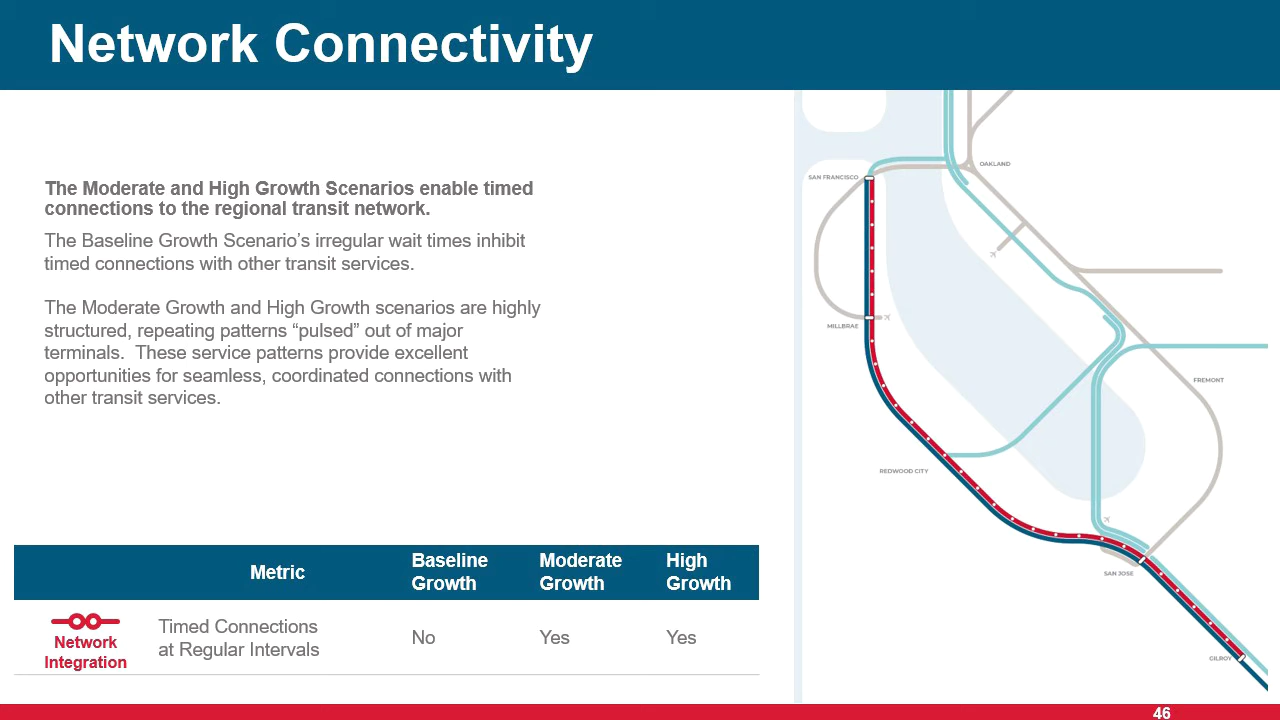 Network Connectivity
The Moderate and High Growth Scenarios enable timed
connections to the regional transit network.
The Baseline Growth Scenario’s irregular wait times inhibit
timed connections with other transit services.
The Moderate Growth and High Growth scenarios are highly
structured, repeating patterns “pulsed” out of major
terminals.  These service patterns provide excellent
opportunities for seamless, coordinated connections with
other transit services.
OAKLAND
SAN FRANCISCO
MILLBRAE
FREMONT
REDWOOD CITY
SAN JOSE
GILROY
Metric
Baseline
Growth
Moderate
Growth
High
Growth
Network
Integration
Timed Connections
at Regular Intervals
No
Yes
Yes
46